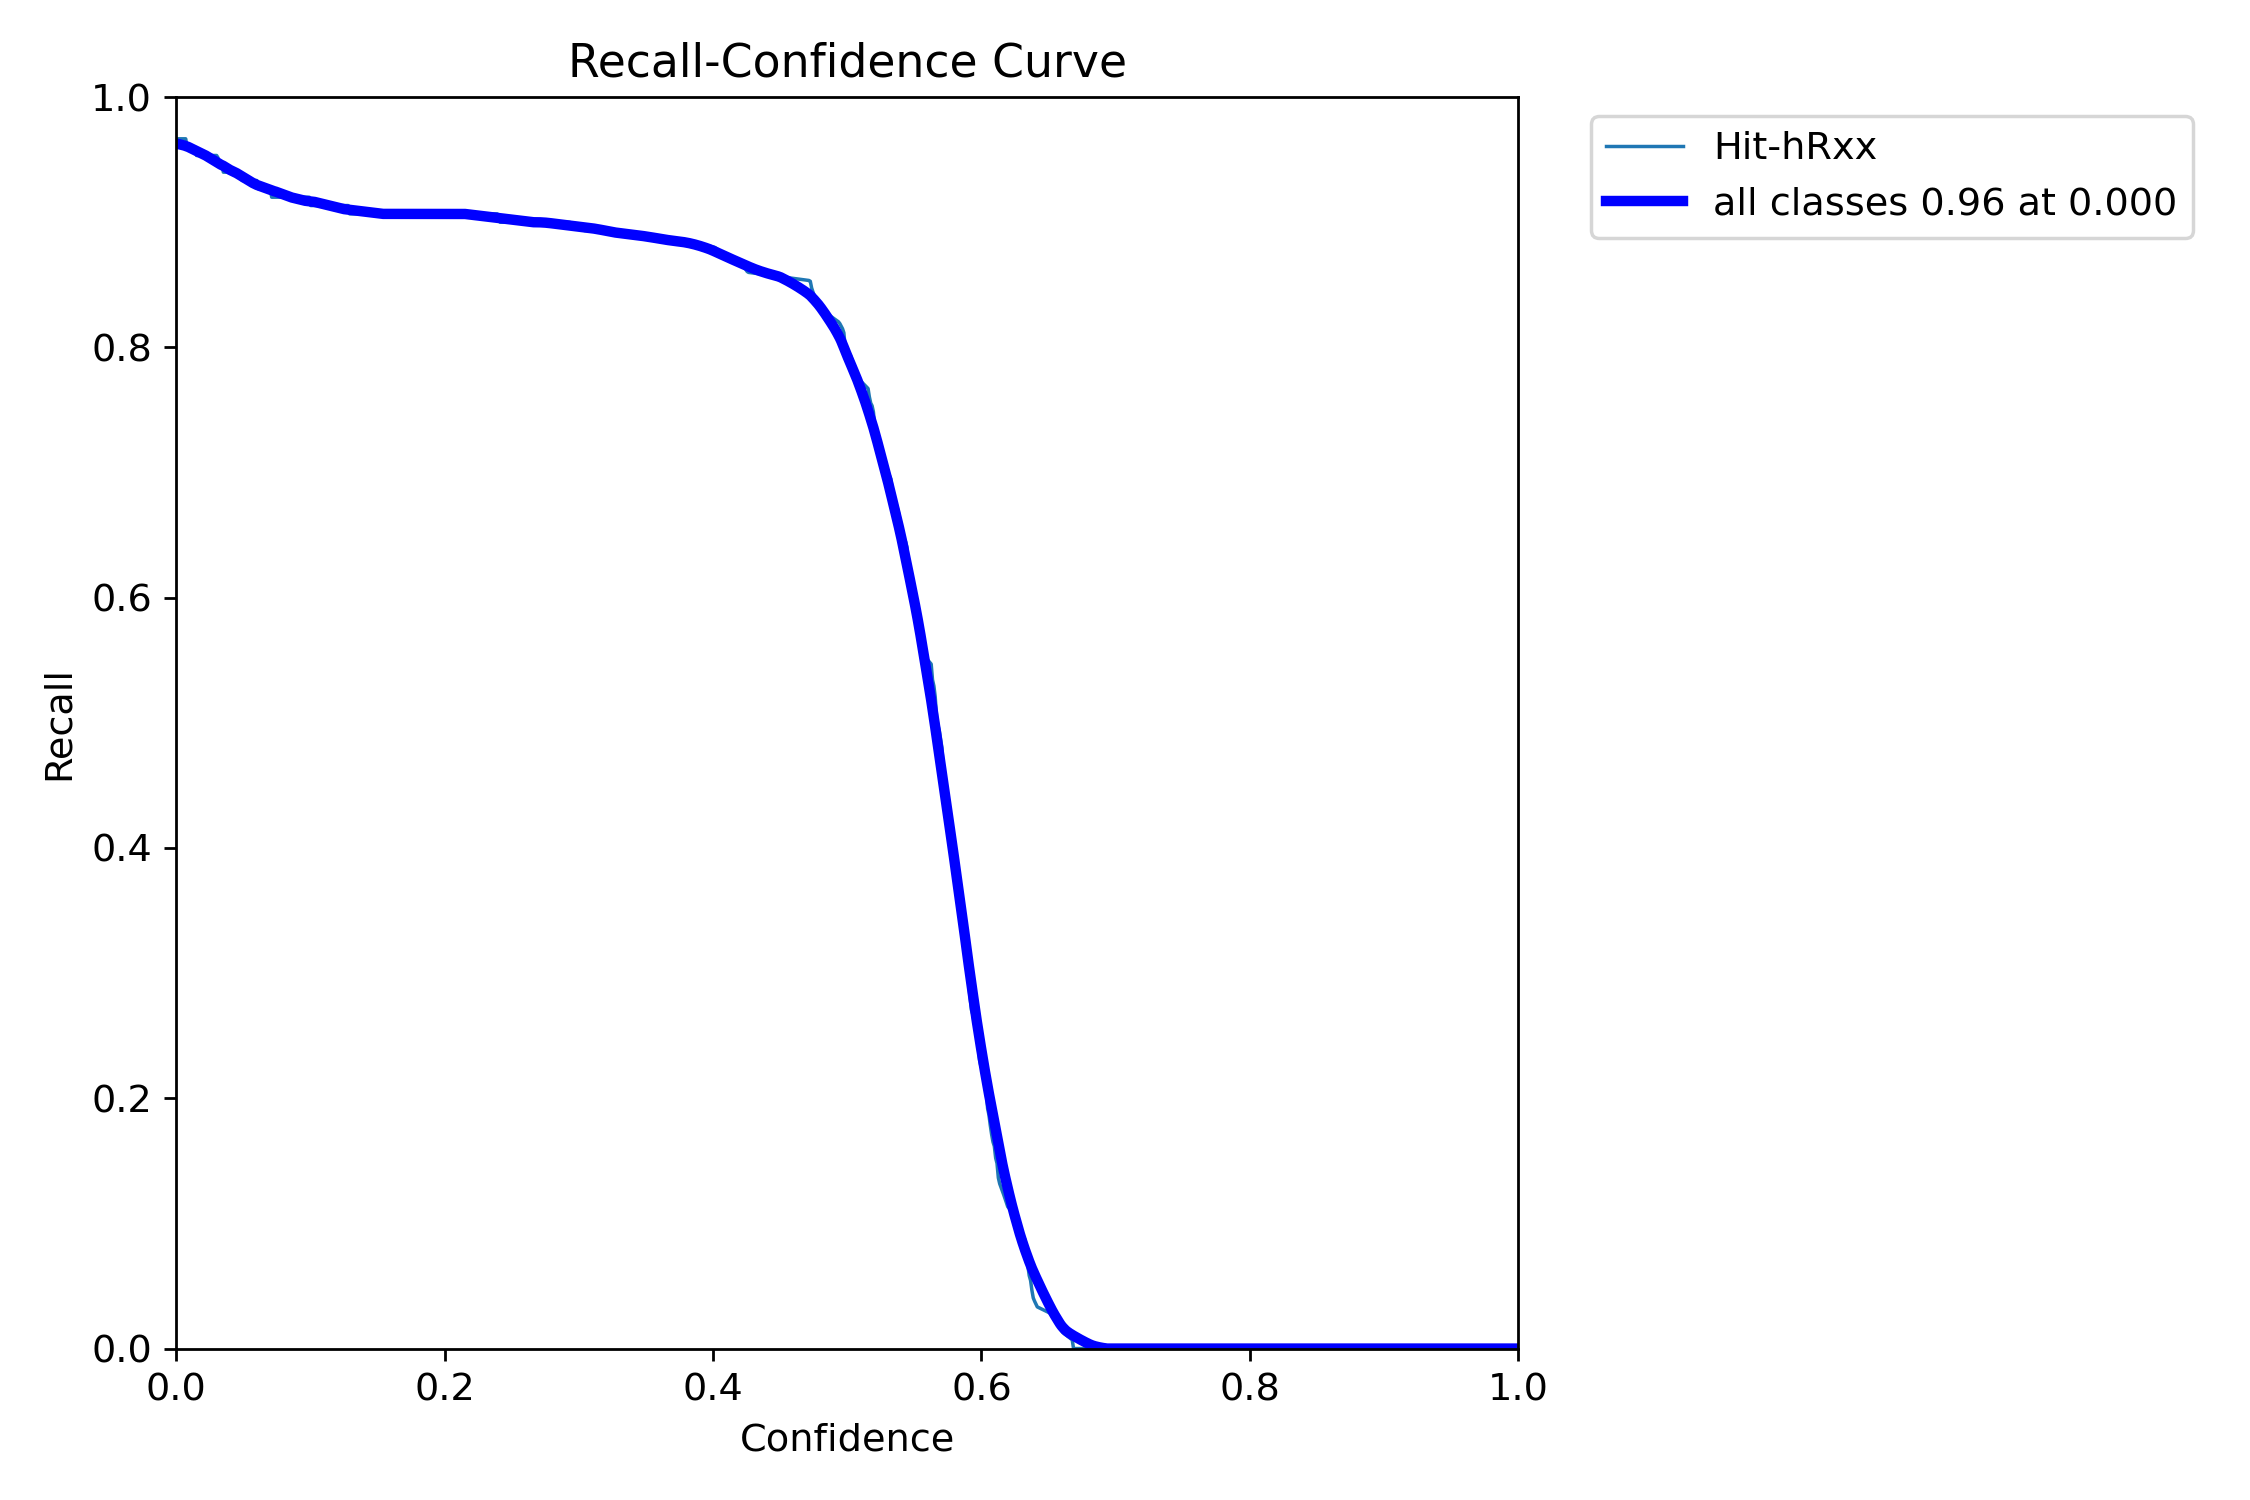 Recall-Confidence Curve
1.0
0.8
0.6
0.4
0.2
0.0
Recall
0.0 0.2 0.4 0.6 0.8 1.0
Confidence
Hit-hRxx
all classes 0.96 at 0.000